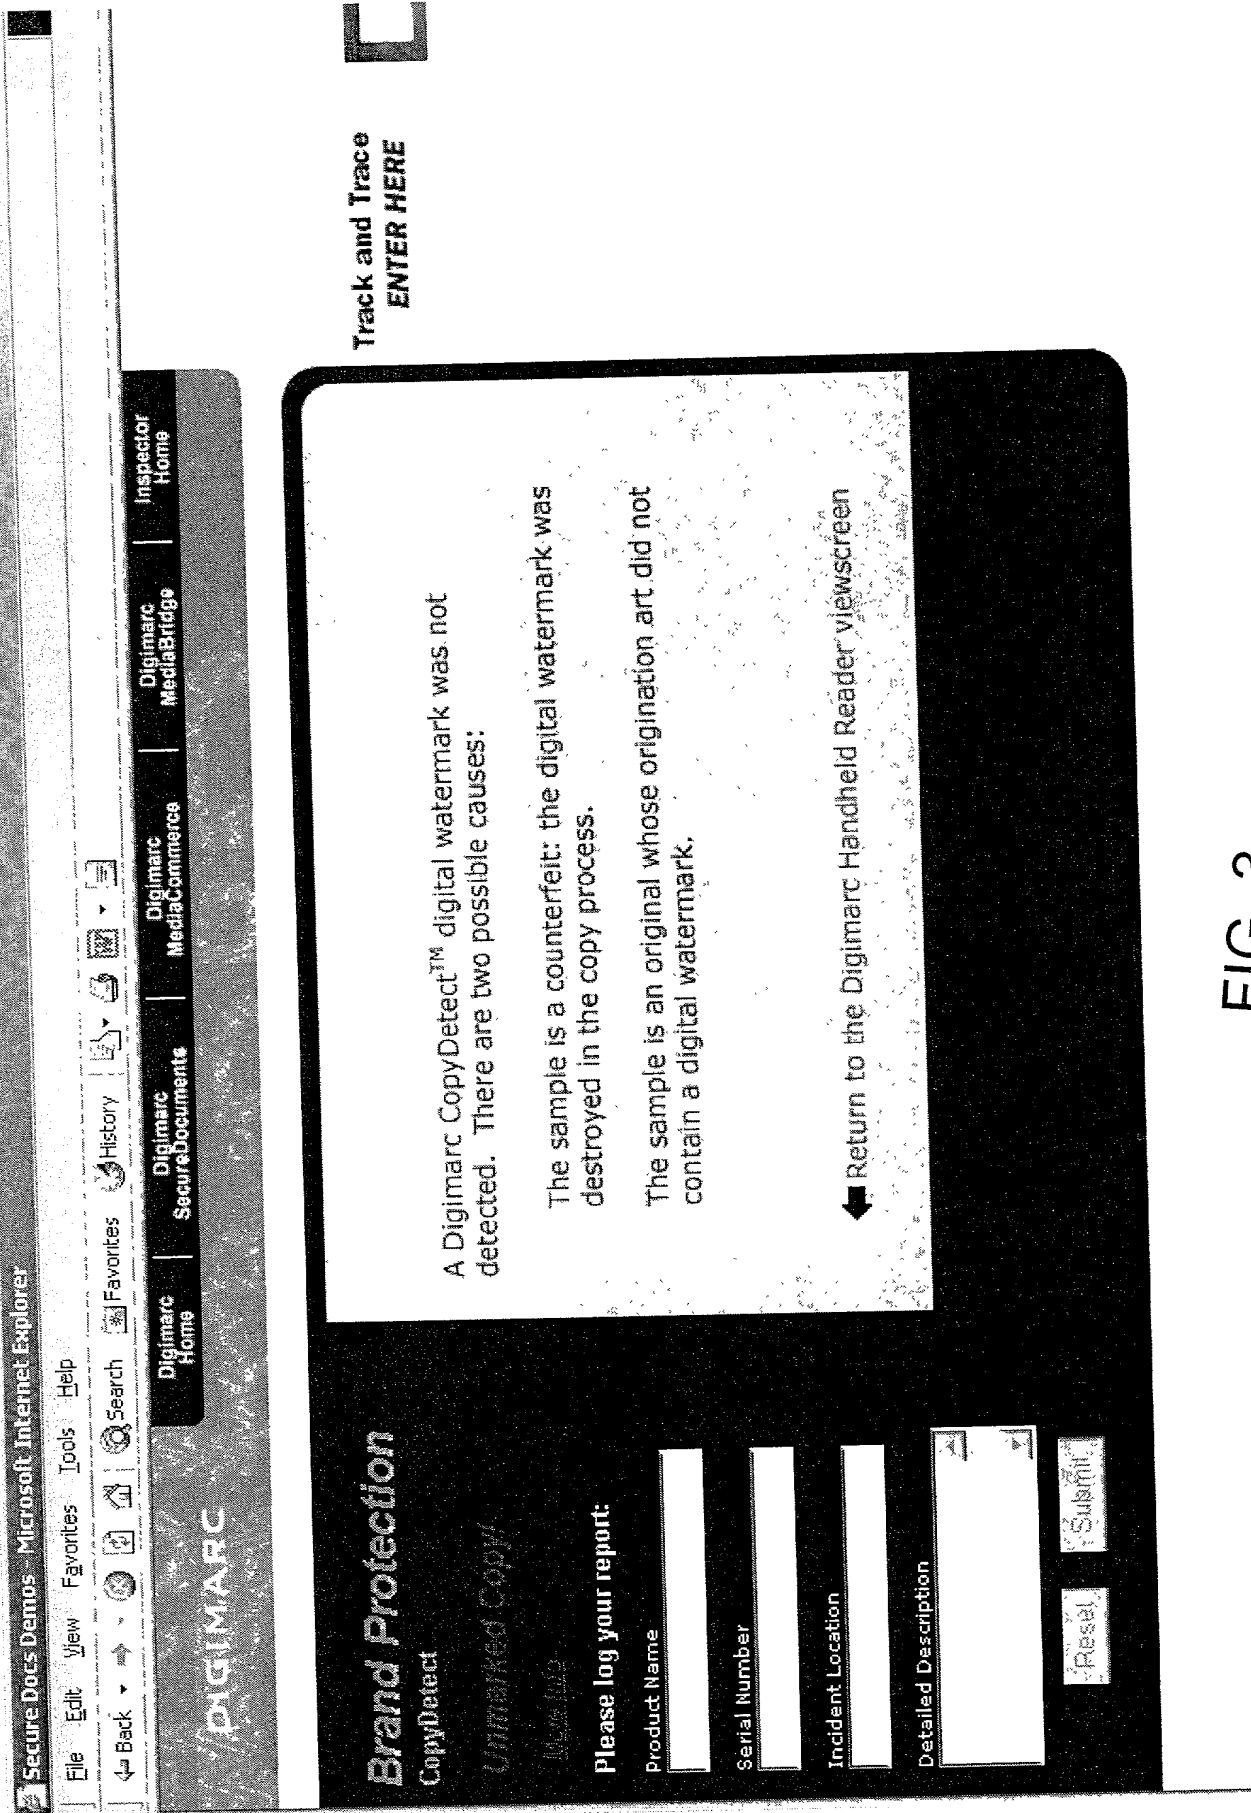 Secure Docs Demos - Microsoft Internet Explorer
File Edit View Favorites Tools Help
Back Search Favorites History
DIGIMARC
Digimarc Home
Digimarc SecureDocuments
Digimarc MediaCommerce
Digimarc MediaBridge
Inspector Home
Brand Protection
CopyDetect
Unmarked Copy/
Please log your report:
Product Name
Serial Number
Incident Location
Detailed Description
Reset Submit
A Digimarc CopyDetect™ digital watermark was not
detected. There are two possible causes:
The sample is a counterfeit: the digital watermark was
destroyed in the copy process.
The sample is an original whose origination art did not
contain a digital watermark.
Return to the Digimarc Handheld Reader viewscreen
Track and Trace
ENTER HERE